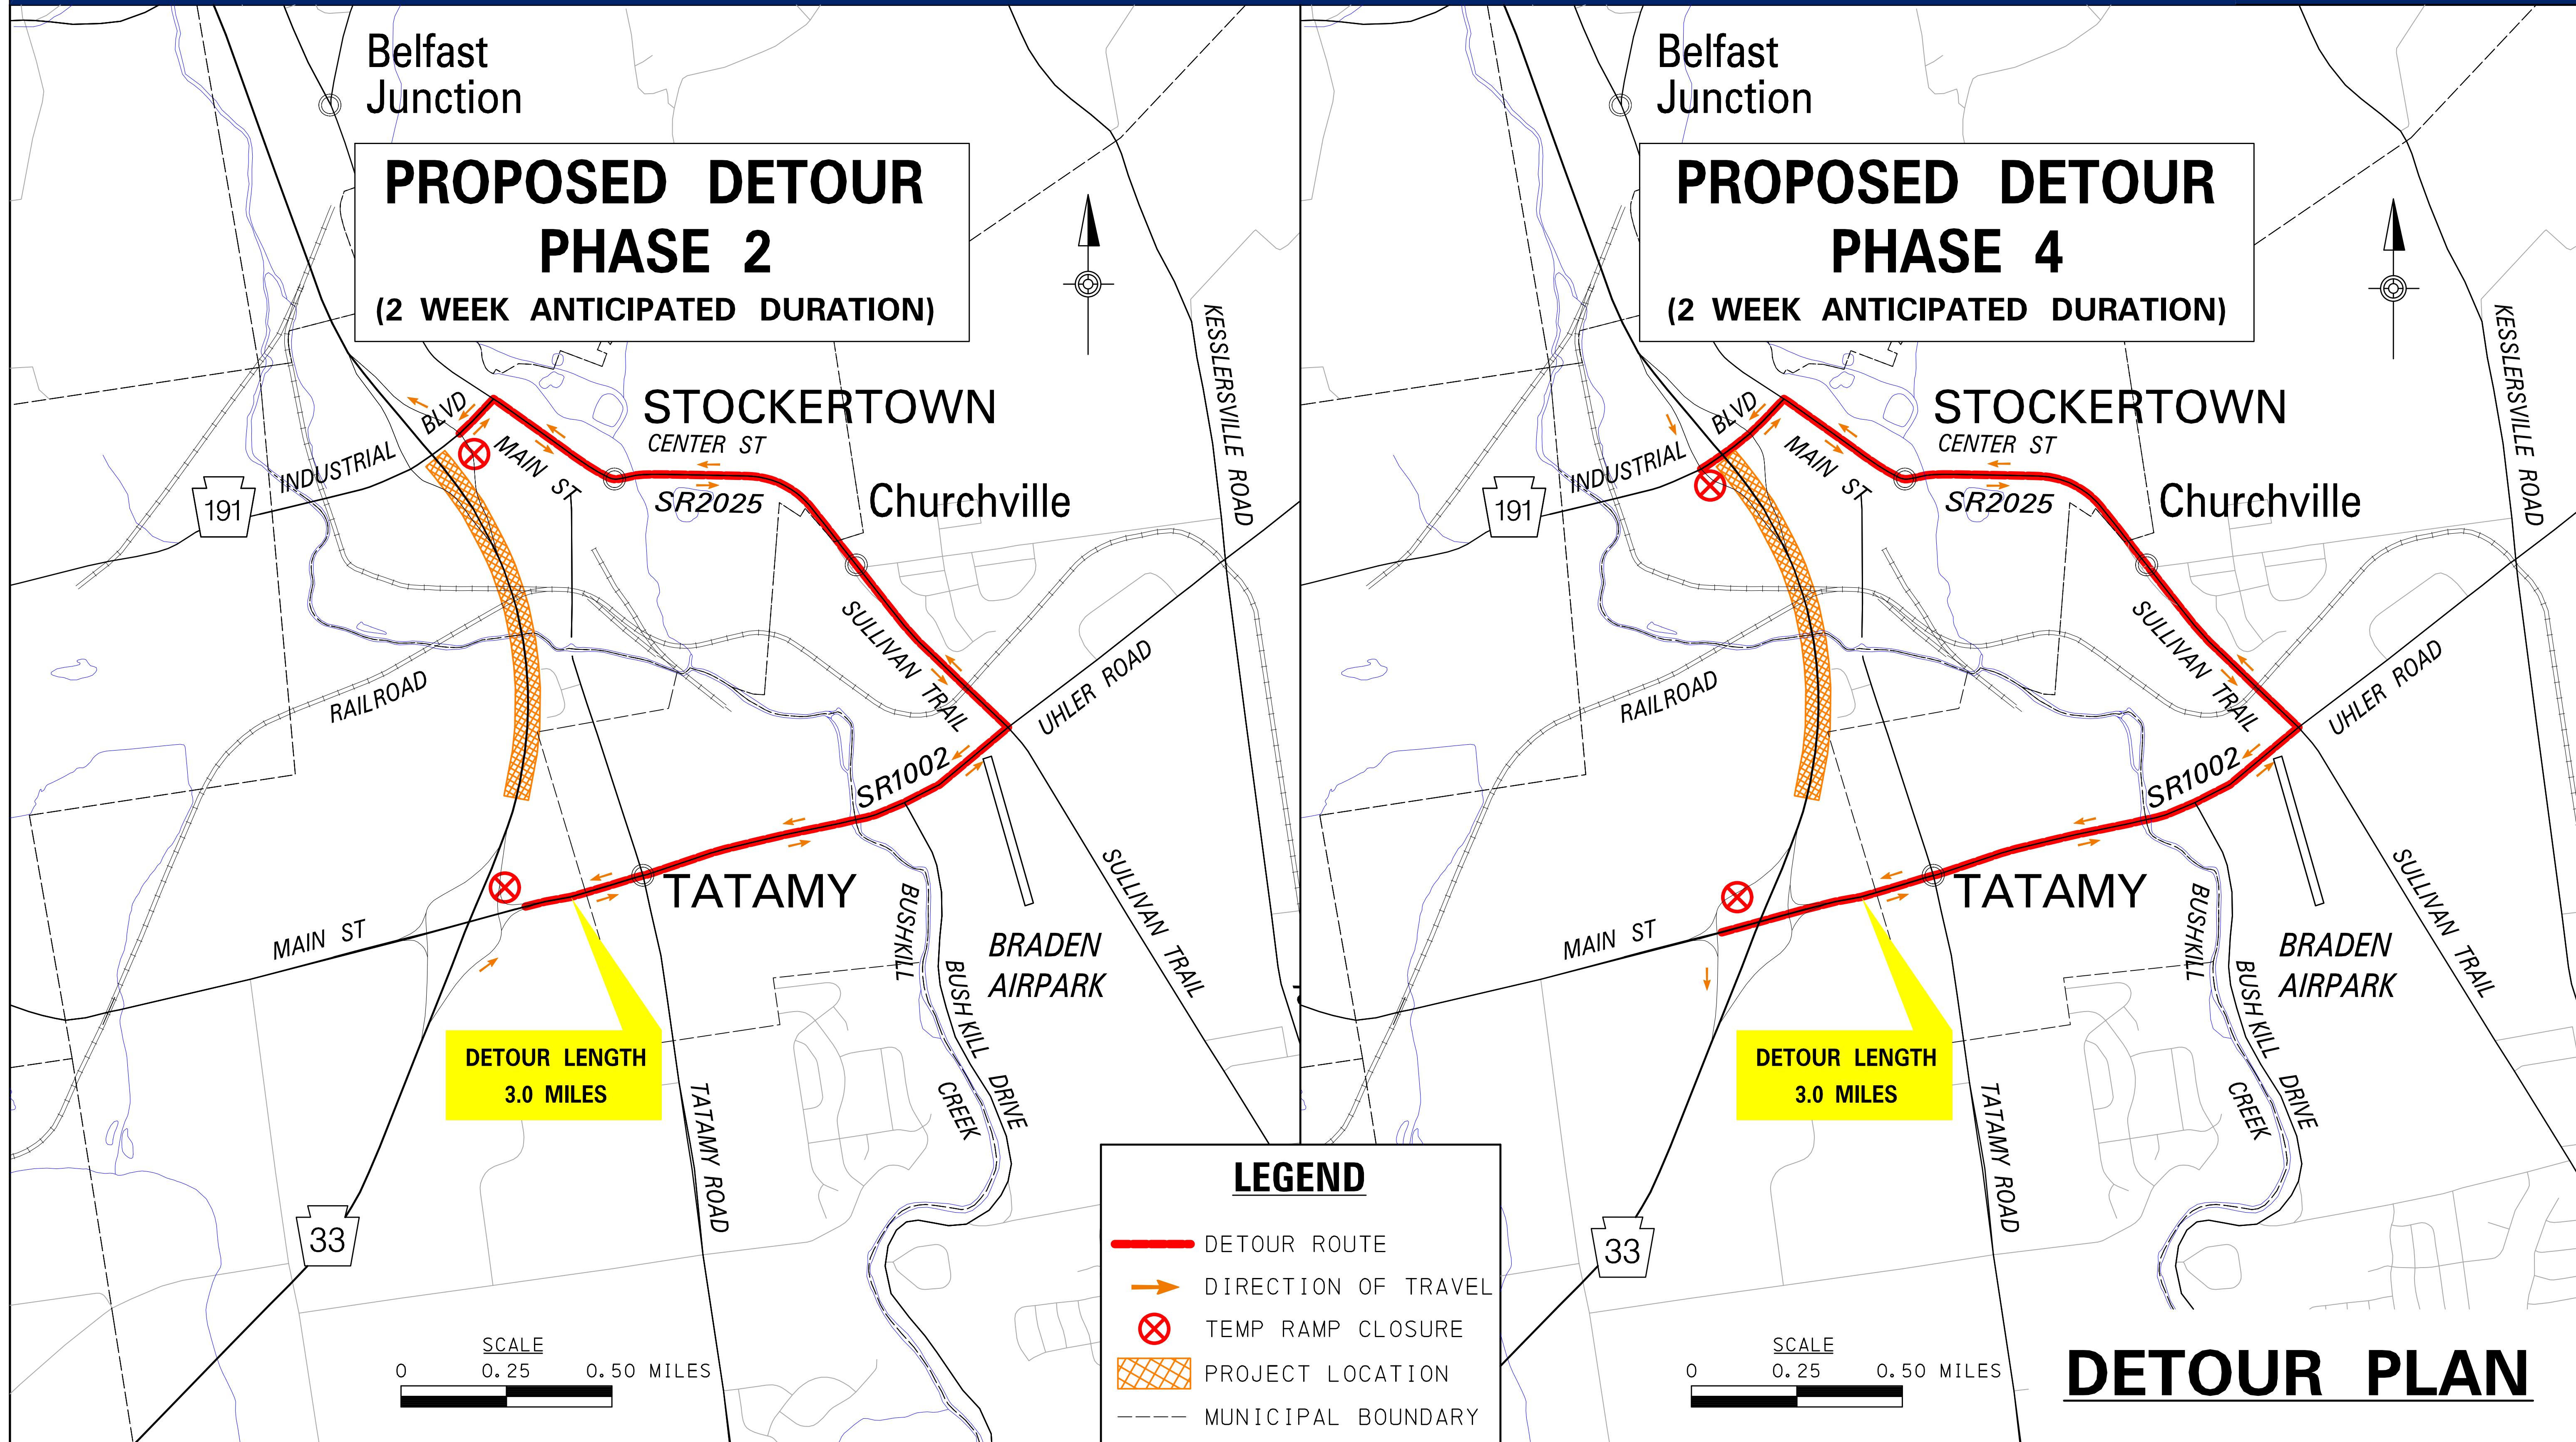 Belfast
Junction
PROPOSED DETOUR
PHASE 2
(2 WEEK ANTICIPATED DURATION)
KESSLERSVILLE ROAD
STOCKERTOWN
CENTER ST
BLVD
INDUSTRIAL
MAIN ST
191
SR2025
Churchville
SULLIVAN TRAIL
UHLER ROAD
RAILROAD
SR1002
TATAMY
SULLIVAN TRAIL
MAIN ST
BUSHKILL
CREEK
BUSHKILL DRIVE
BRADEN
AIRPARK
DETOUR LENGTH
3.0 MILES
TATAMY ROAD
33
SCALE
0 0.25 0.50 MILES
LEGEND
DETOUR ROUTE
DIRECTION OF TRAVEL
TEMP RAMP CLOSURE
PROJECT LOCATION
MUNICIPAL BOUNDARY
Belfast
Junction
PROPOSED DETOUR
PHASE 4
(2 WEEK ANTICIPATED DURATION)
KESSLERSVILLE ROAD
STOCKERTOWN
CENTER ST
BLVD
INDUSTRIAL
MAIN ST
191
SR2025
Churchville
SULLIVAN TRAIL
UHLER ROAD
RAILROAD
SR1002
TATAMY
SULLIVAN TRAIL
MAIN ST
BUSHKILL
CREEK
BUSHKILL DRIVE
BRADEN
AIRPARK
DETOUR LENGTH
3.0 MILES
TATAMY ROAD
33
SCALE
0 0.25 0.50 MILES
DETOUR PLAN